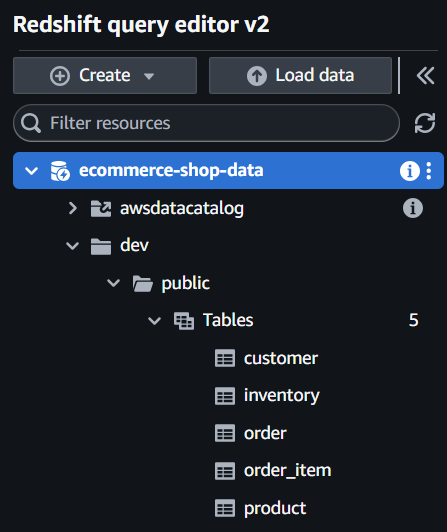 Redshift query editor v2
Create Load data
Filter resources
ecommerce-shop-data
awsdatacatalog
dev
public
Tables 5
customer
inventory
order
order_item
product